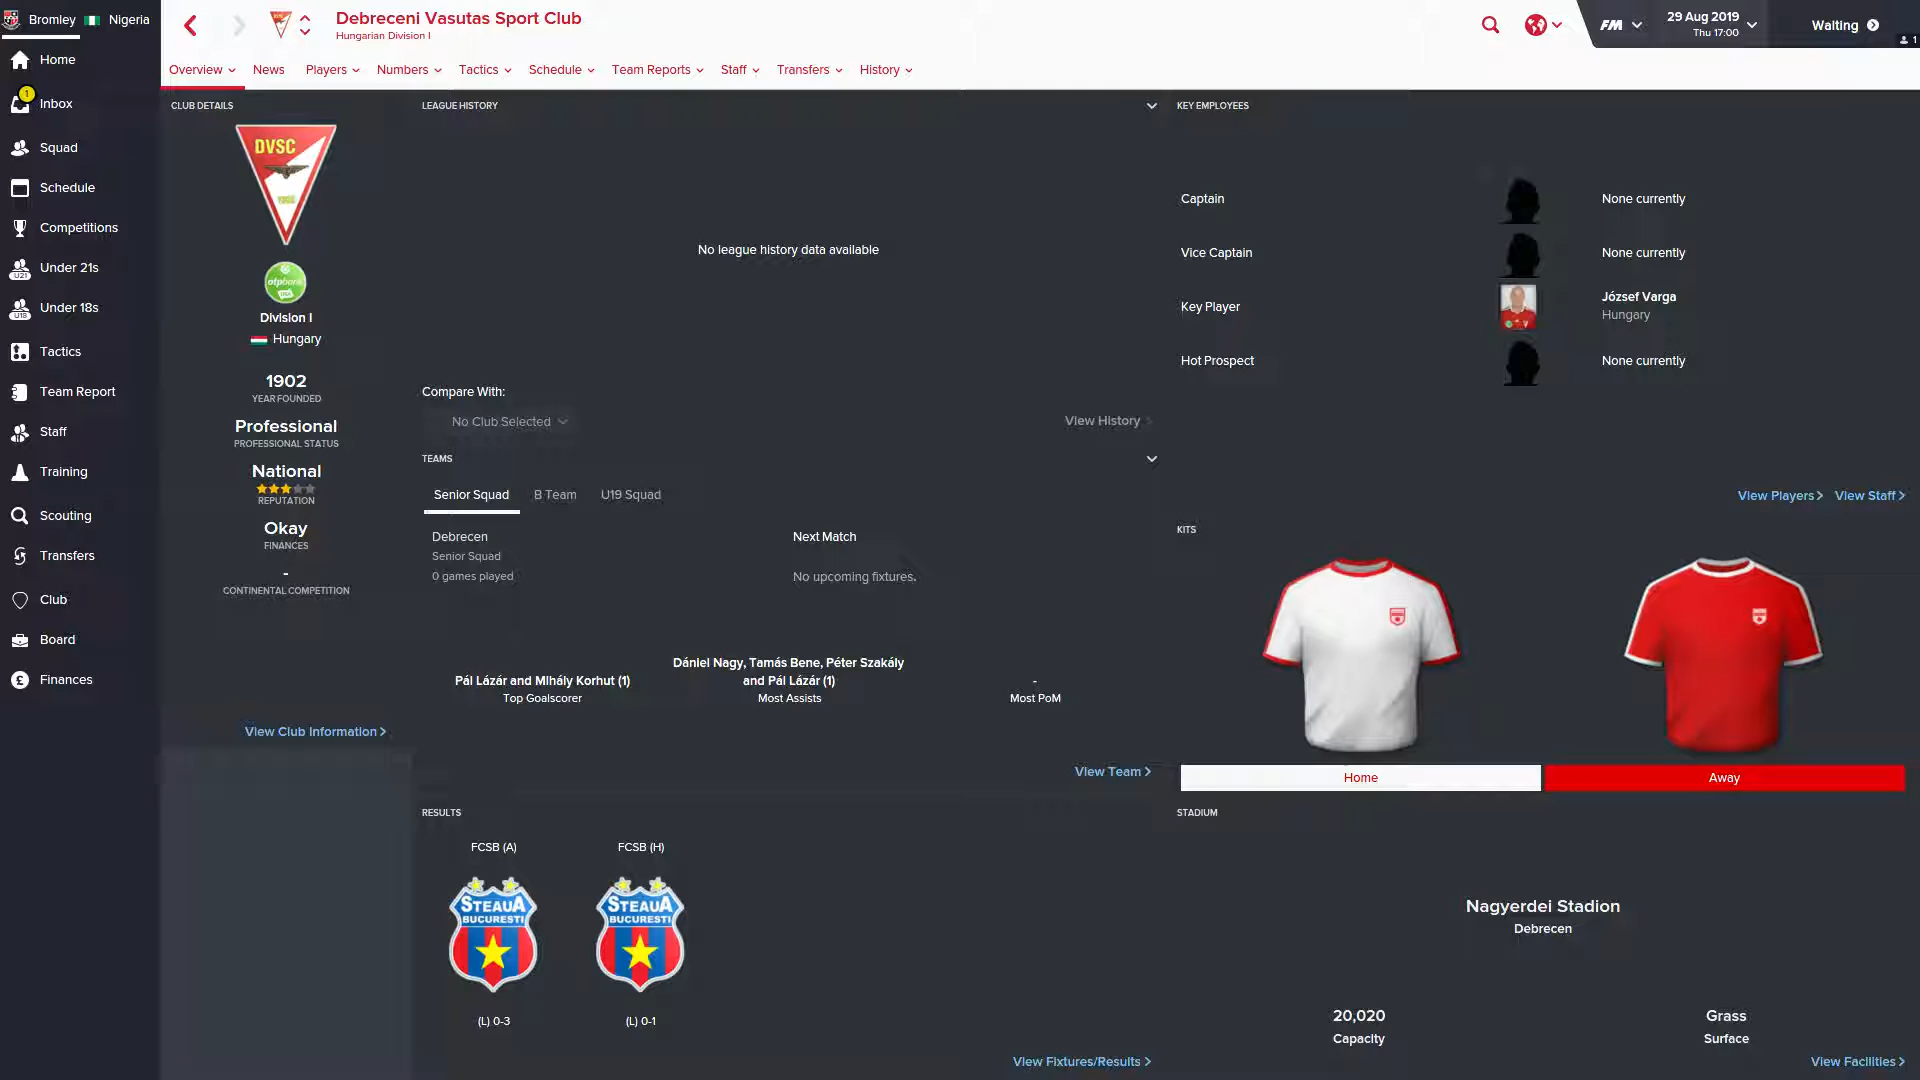 Bromley
Nigeria
Debreceni Vasutas Sport Club
Hungarian Division I
FM
29 Aug 2019
Thu 17:00
Waiting
1
Home
1
Inbox
Squad
Schedule
Competitions
U21
Under 21s
U18
Under 18s
Tactics
Team Report
Staff
Training
Scouting
Transfers
Club
Board
Finances
Overview
News
Players
Numbers
Tactics
Schedule
Team Reports
Staff
Transfers
History
CLUB DETAILS
DVSC
1902
otpbank
LIGA
Division I
Hungary
1902
YEAR FOUNDED
Professional
PROFESSIONAL STATUS
National
REPUTATION
Okay
FINANCES
-
CONTINENTAL COMPETITION
View Club Information
LEAGUE HISTORY
No league history data available
Compare With:
No Club Selected
View History
TEAMS
Senior Squad
B Team
U19 Squad
Debrecen
Senior Squad
0 games played
Next Match
No upcoming fixtures.
Pál Lázár and Mihály Korhut (1)
Top Goalscorer
Dániel Nagy, Tamás Bene, Péter Szakály
and Pál Lázár (1)
Most Assists
-
Most PoM
View Team
RESULTS
FCSB (A)
STEAUA
BUCURESTI
(L) 0-3
FCSB (H)
STEAUA
BUCURESTI
(L) 0-1
View Fixtures/Results
KEY EMPLOYEES
Captain
None currently
Vice Captain
None currently
Key Player
József Varga
Hungary
Hot Prospect
None currently
View Players
View Staff
KITS
Home
Away
STADIUM
Nagyerdei Stadion
Debrecen
20,020
Capacity
Grass
Surface
View Facilities